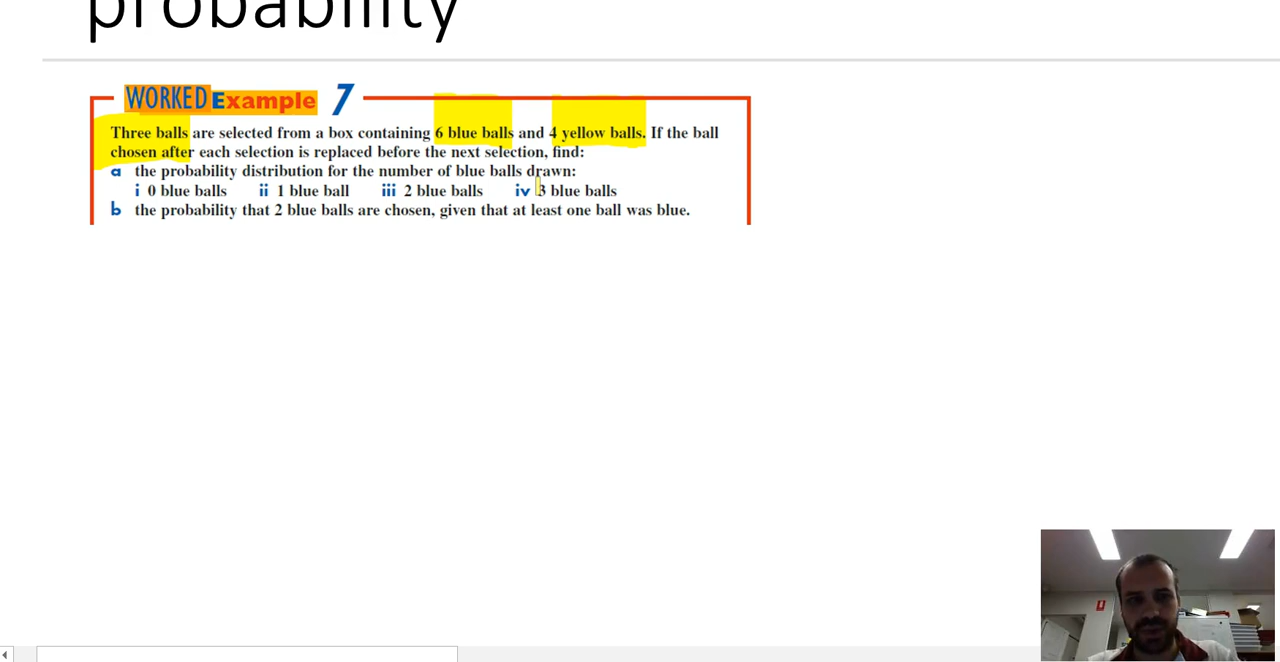 probability
WORKED Example 7
Three balls are selected from a box containing 6 blue balls and 4 yellow balls. If the ball
chosen after each selection is replaced before the next selection, find:
a the probability distribution for the number of blue balls drawn:
i 0 blue balls ii 1 blue ball iii 2 blue balls iv 3 blue balls
b the probability that 2 blue balls are chosen, given that at least one ball was blue.